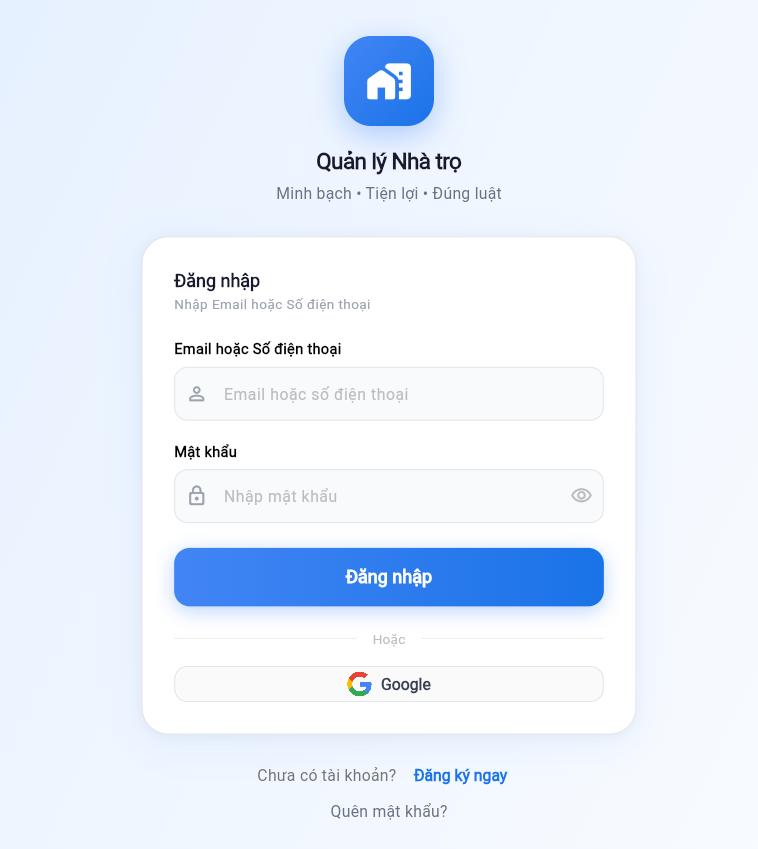 Quản lý Nhà trọ
Minh bạch • Tiện lợi • Đúng luật
Đăng nhập
Nhập Email hoặc Số điện thoại
Email hoặc Số điện thoại
Email hoặc số điện thoại
Mật khẩu
Nhập mật khẩu
Đăng nhập
Hoặc
Google
Chưa có tài khoản? Đăng ký ngay
Quên mật khẩu?